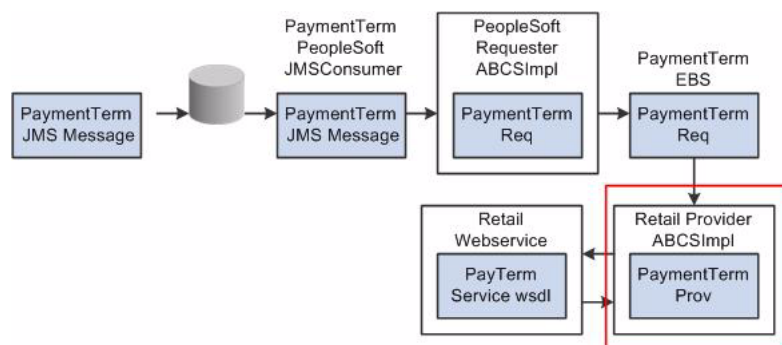 PaymentTerm
PeopleSoft
JMSConsumer
PeopleSoft
Requester
ABCSImpl
PaymentTerm
EBS
PaymentTerm
JMS Message
PaymentTerm
JMS Message
PaymentTerm
Req
PaymentTerm
Req
Retail
Webservice
Retail Provider
ABCSImpl
PayTerm
Service wsdl
PaymentTerm
Prov